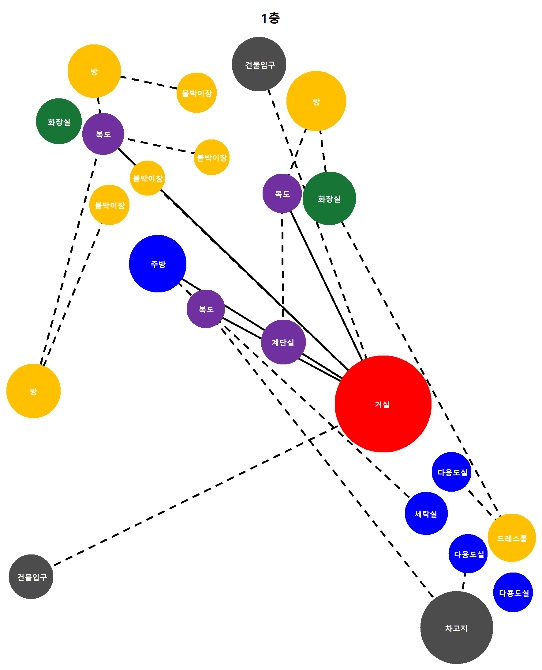 1층
건물입구
방
붙박이장
방
화장실
복도
붙박이장
붙박이장
복도
화장실
붙박이장
주방
복도
계단실
방
거실
다용도실
세탁실
드레스룸
다용도실
건물입구
다용도실
차고지